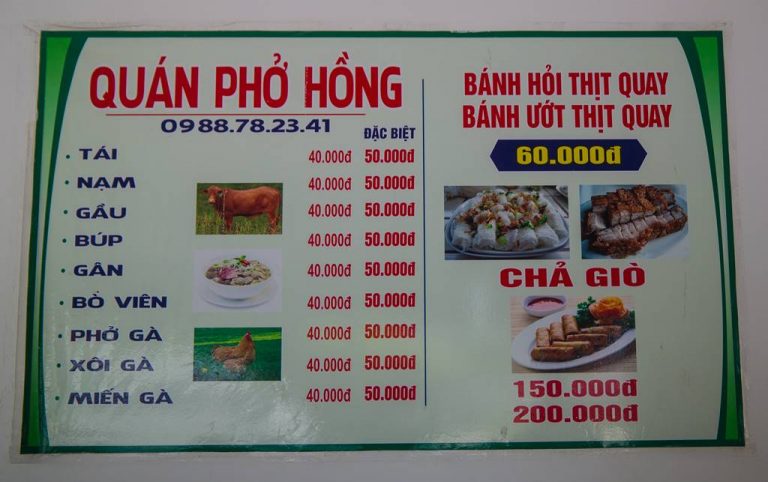 QUÁN PHỞ HỒNG
0988.78.23.41
ĐẶC BIỆT
TÁI 40.000đ 50.000đ
NẠM 40.000đ 50.000đ
GẦU 40.000đ 50.000đ
BÚP 40.000đ 50.000đ
GÂN 40.000đ 50.000đ
BÒ VIÊN 40.000đ 50.000đ
PHỞ GÀ 40.000đ 50.000đ
XÔI GÀ 40.000đ 50.000đ
MIẾN GÀ 40.000đ 50.000đ
BÁNH HỎI THỊT QUAY
BÁNH ƯỚT THỊT QUAY
60.000đ
CHẢ GIÒ
150.000đ
200.000đ